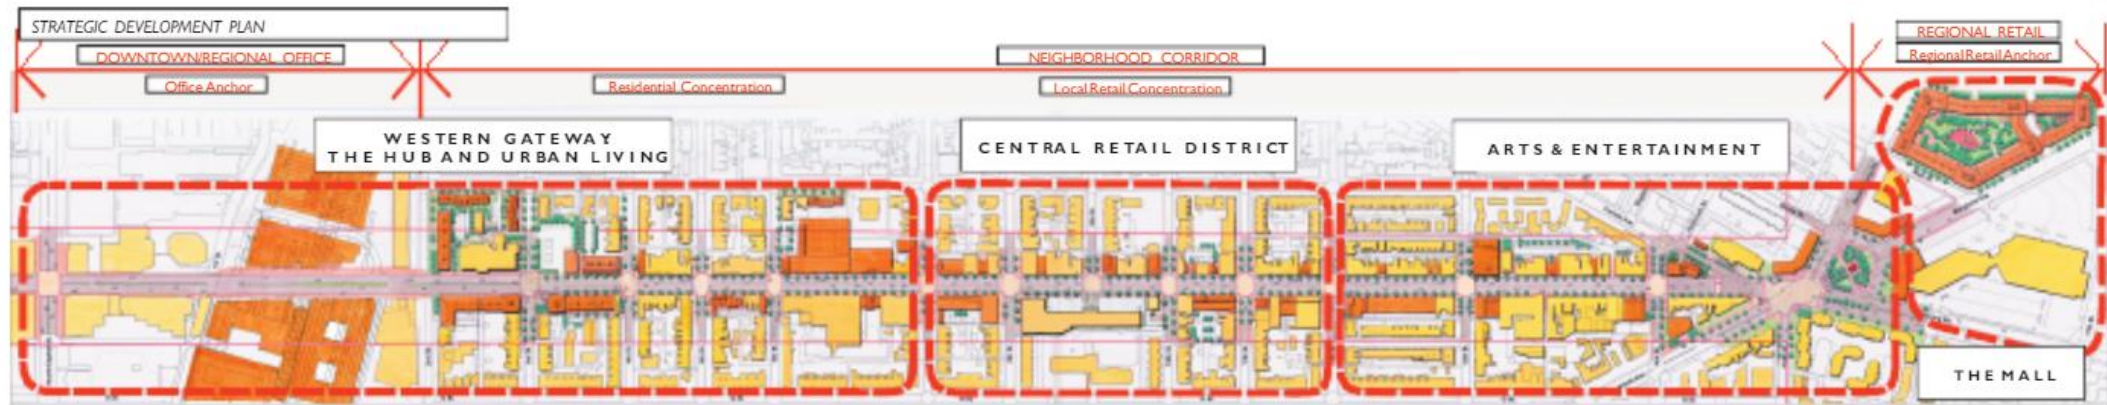 STRATEGIC DEVELOPMENT PLAN
DOWNTOWN/REGIONAL OFFICE
Office Anchor
NEIGHBORHOOD CORRIDOR
Residential Concentration
Local Retail Concentration
REGIONAL RETAIL
Regional Retail Anchor
WESTERN GATEWAY
THE HUB AND URBAN LIVING
CENTRAL RETAIL DISTRICT
ARTS & ENTERTAINMENT
THE MALL